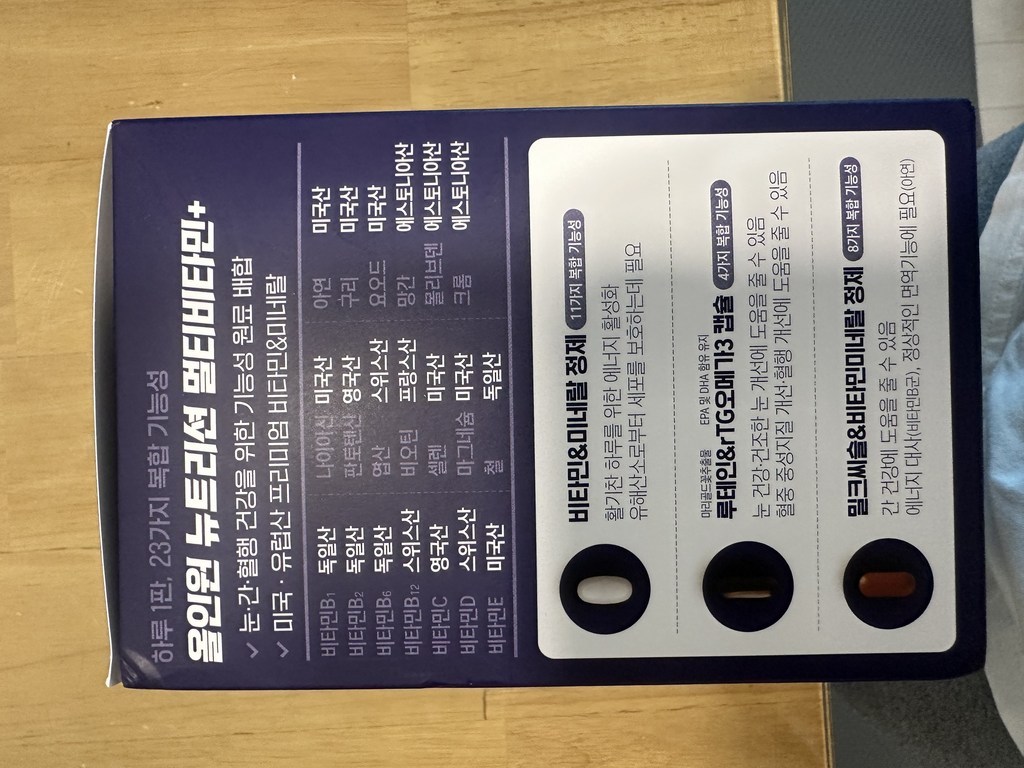 하루 1판, 23가지 복합 기능성
올인원 뉴트리션 멀티비타민+
✓ 눈·간·혈행 건강을 위한 기능성 원료 배합
✓ 미국 · 유럽산 프리미엄 비타민&미네랄
비타민B1 독일산 나이아신 미국산 아연 미국산
비타민B2 독일산 판토텐산 영국산 구리 미국산
비타민B6 독일산 엽산 스위스산 요오드 미국산
비타민B12 스위스산 비오틴 프랑스산 망간 에스토니아산
비타민C 영국산 셀렌 미국산 몰리브덴 에스토니아산
비타민D 스위스산 마그네슘 미국산 크롬 에스토니아산
비타민E 미국산 철 독일산
비타민&미네랄 정제 11가지 복합 기능성
활기찬 하루를 위한 에너지 활성화
유해산소로부터 세포를 보호하는데 필요
마리골드꽃추출물 EPA 및 DHA 함유 유지
루테인&rTG오메가3 캡슐 4가지 복합 기능성
눈 건강·건조한 눈 개선에 도움을 줄 수 있음
혈중 중성지질 개선·혈행 개선에 도움을 줄 수 있음
밀크씨슬&비타민미네랄 정제 8가지 복합 기능성
간 건강에 도움을 줄 수 있음
에너지 대사(비타민B군), 정상적인 면역기능에 필요(아연)